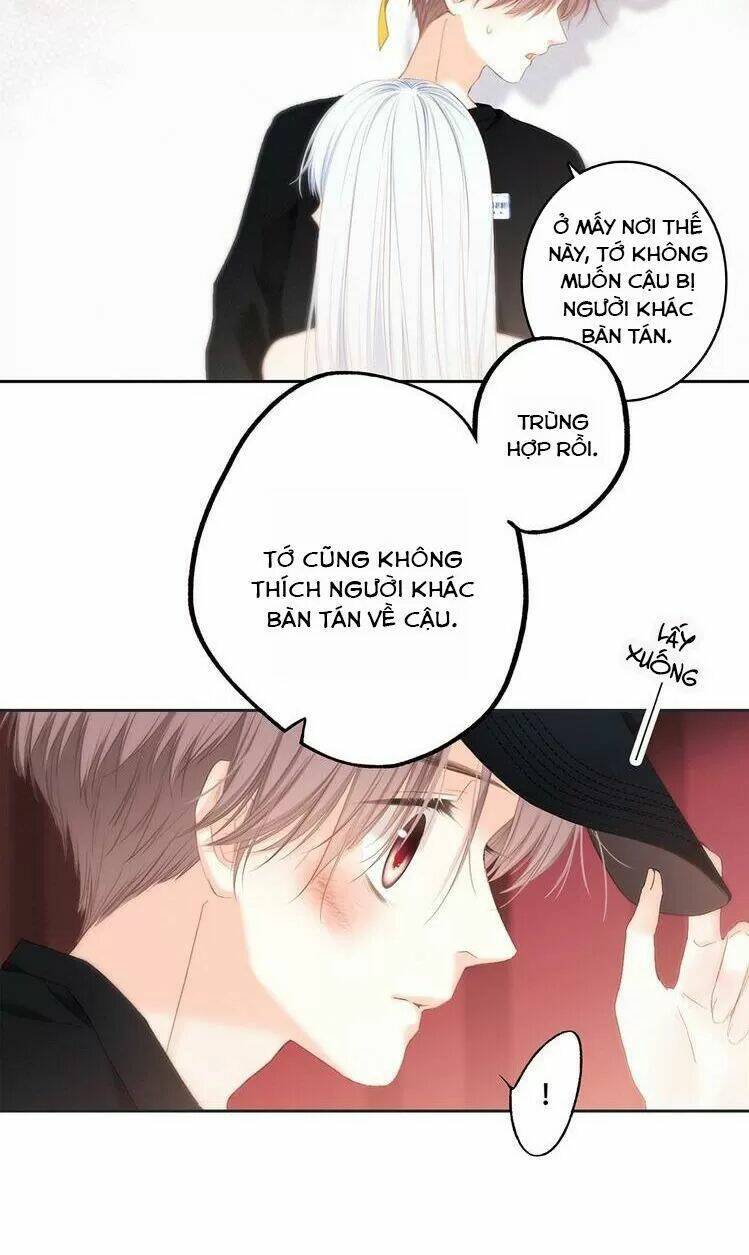 Ở MẤY NƠI THẾ
NÀY, TỚ KHÔNG
MUỐN CẬU BỊ
NGƯỜI KHÁC
BÀN TÁN.
TRÙNG
HỢP RỒI.
TỚ CŨNG KHÔNG
THÍCH NGƯỜI KHÁC
BÀN TÁN VỀ CẬU.
LẤY
XUỐNG
!